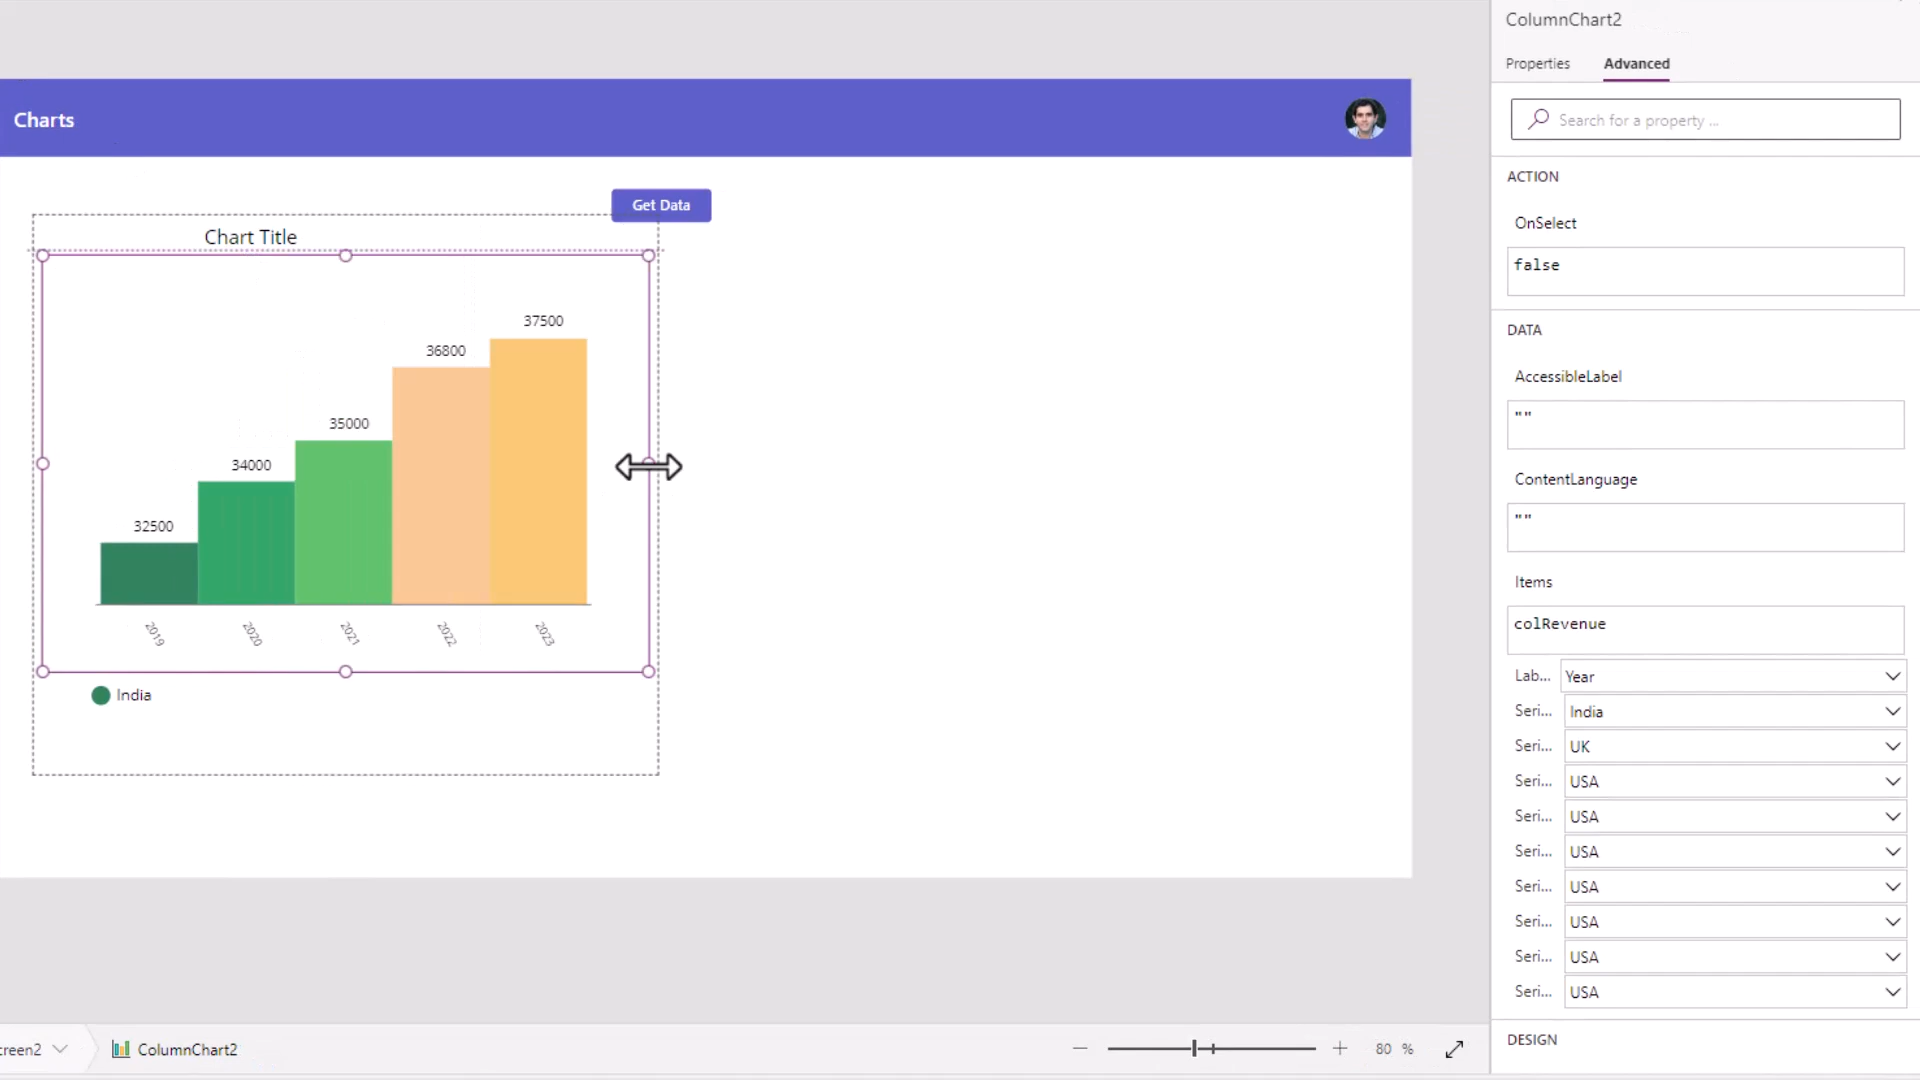 ColumnChart2
Properties
Advanced
Charts
Search for a property ...
ACTION
Get Data
OnSelect
Chart Title
false
37500
DATA
36800
AccessibleLabel
""
35000
34000
ContentLanguage
""
32500
Items
colRevenue
2019
2020
2021
2022
2023
India
Lab... Year
Seri... India
Seri... UK
Seri... USA
Seri... USA
Seri... USA
Seri... USA
Seri... USA
Seri... USA
Seri... USA
DESIGN
creen2
ColumnChart2
80 %